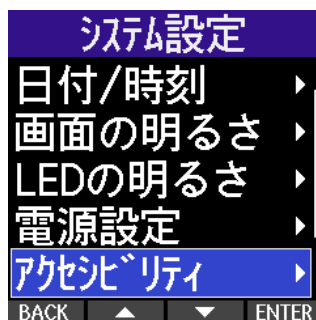 システム設定
日付/時刻
画面の明るさ
LEDの明るさ
電源設定
アクセシビリティ
BACK ENTER